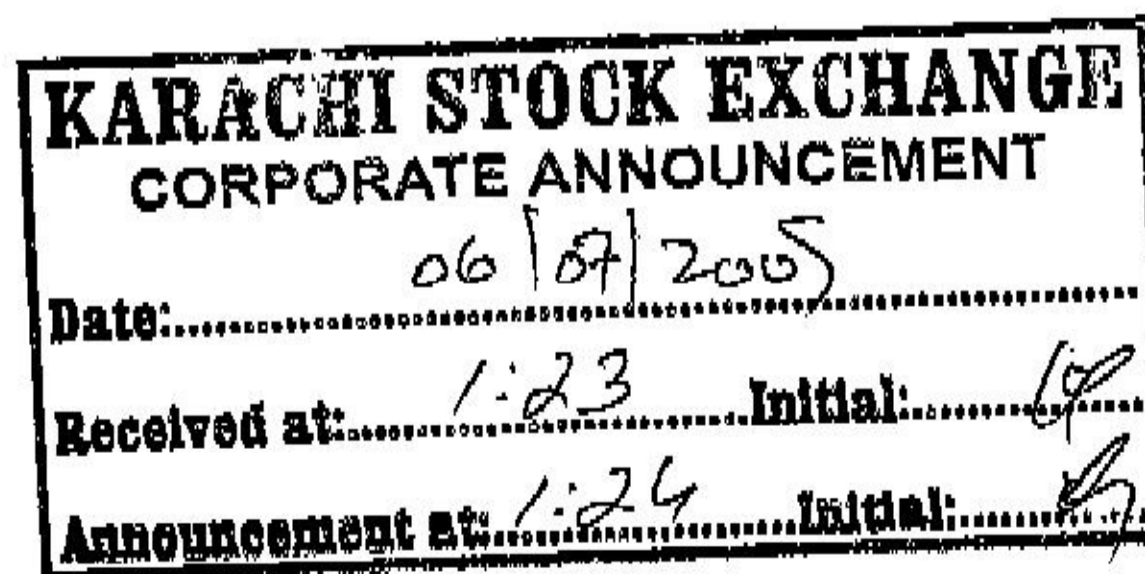 KARACHI STOCK EXCHANGE
CORPORATE ANNOUNCEMENT
Date: 06/07/2005
Received at: 1:23 Initial:
Announcement at: 1:24 Initial: